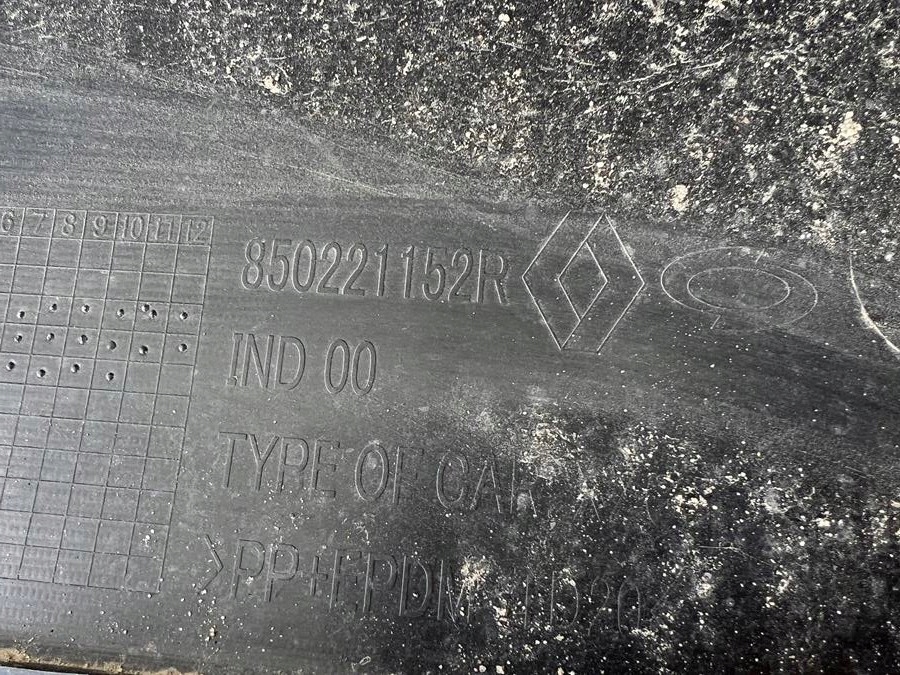 6 7 8 9 10 11 12
850221152R
IND 00
TYPE OF CAR
>PP+EPDM